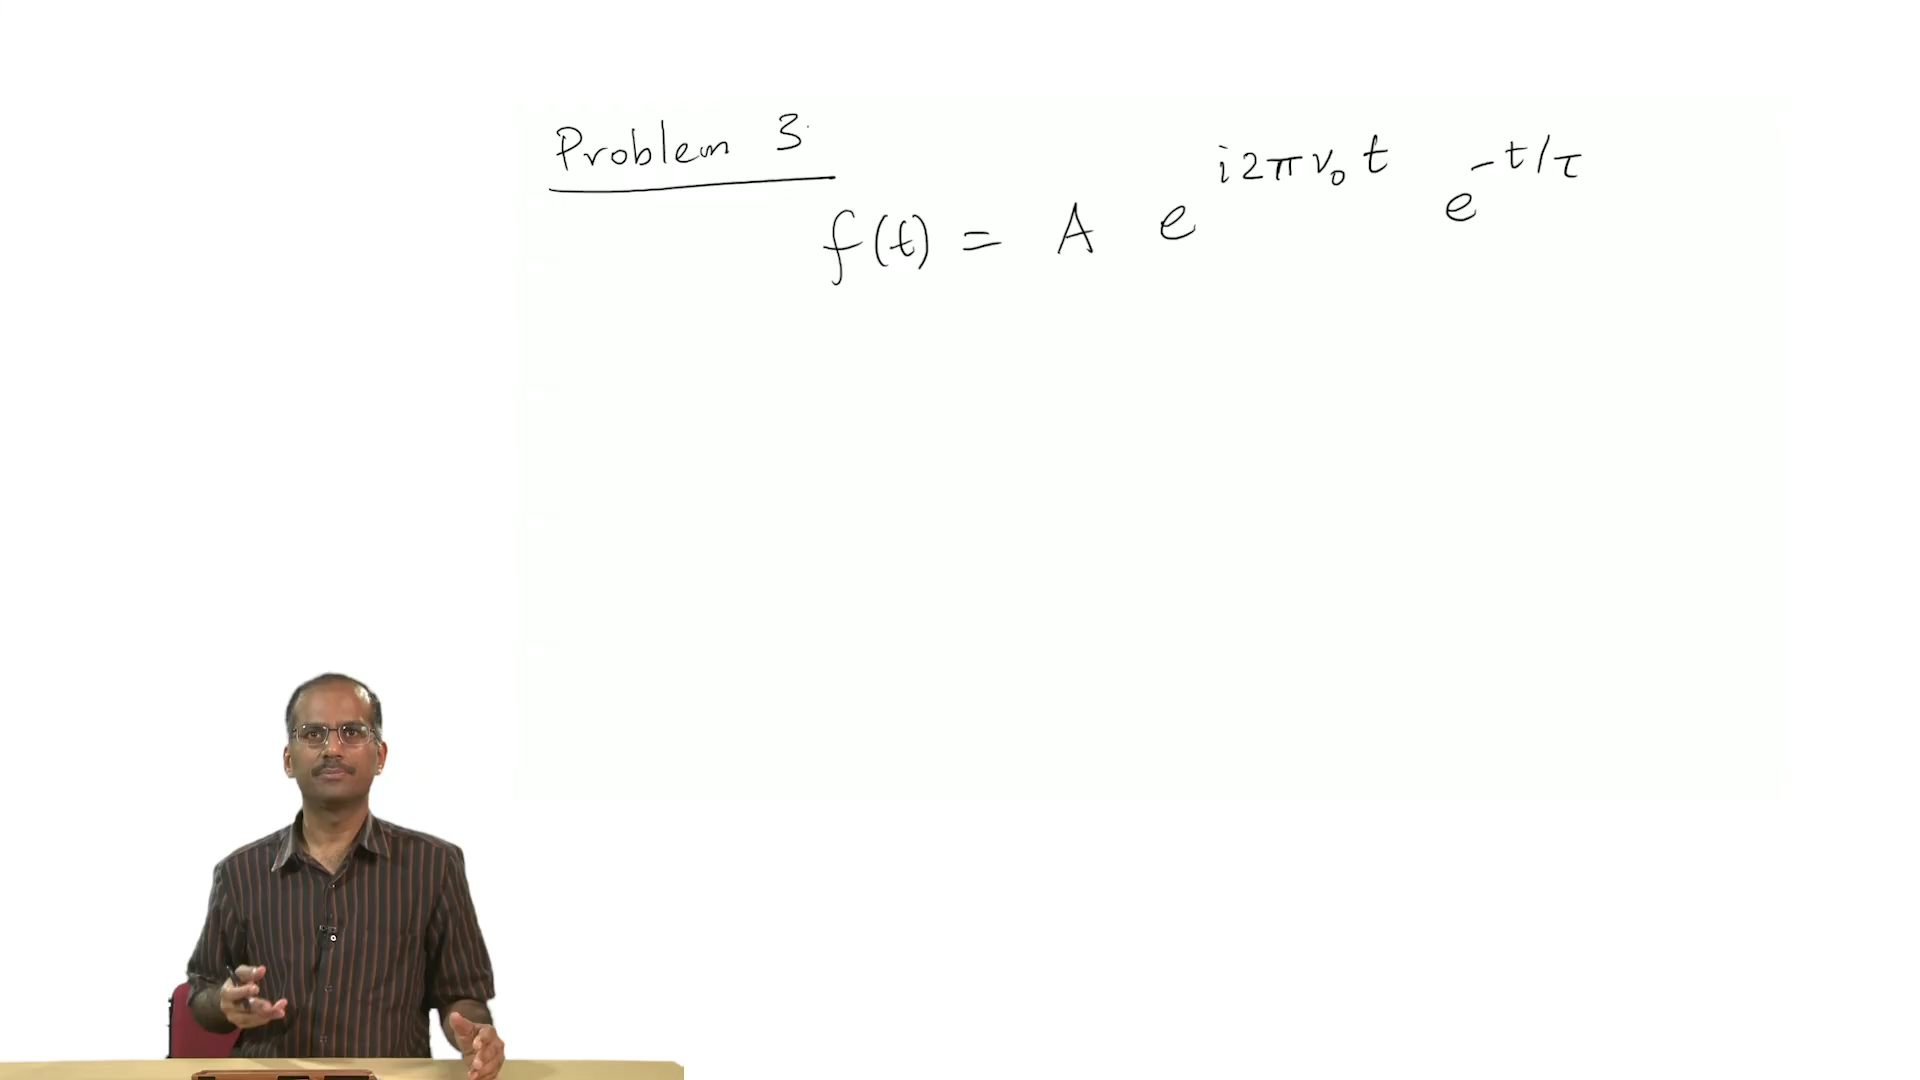 Problem 3.
f(t) = A e^{i2πν₀t} e^{-t/τ}